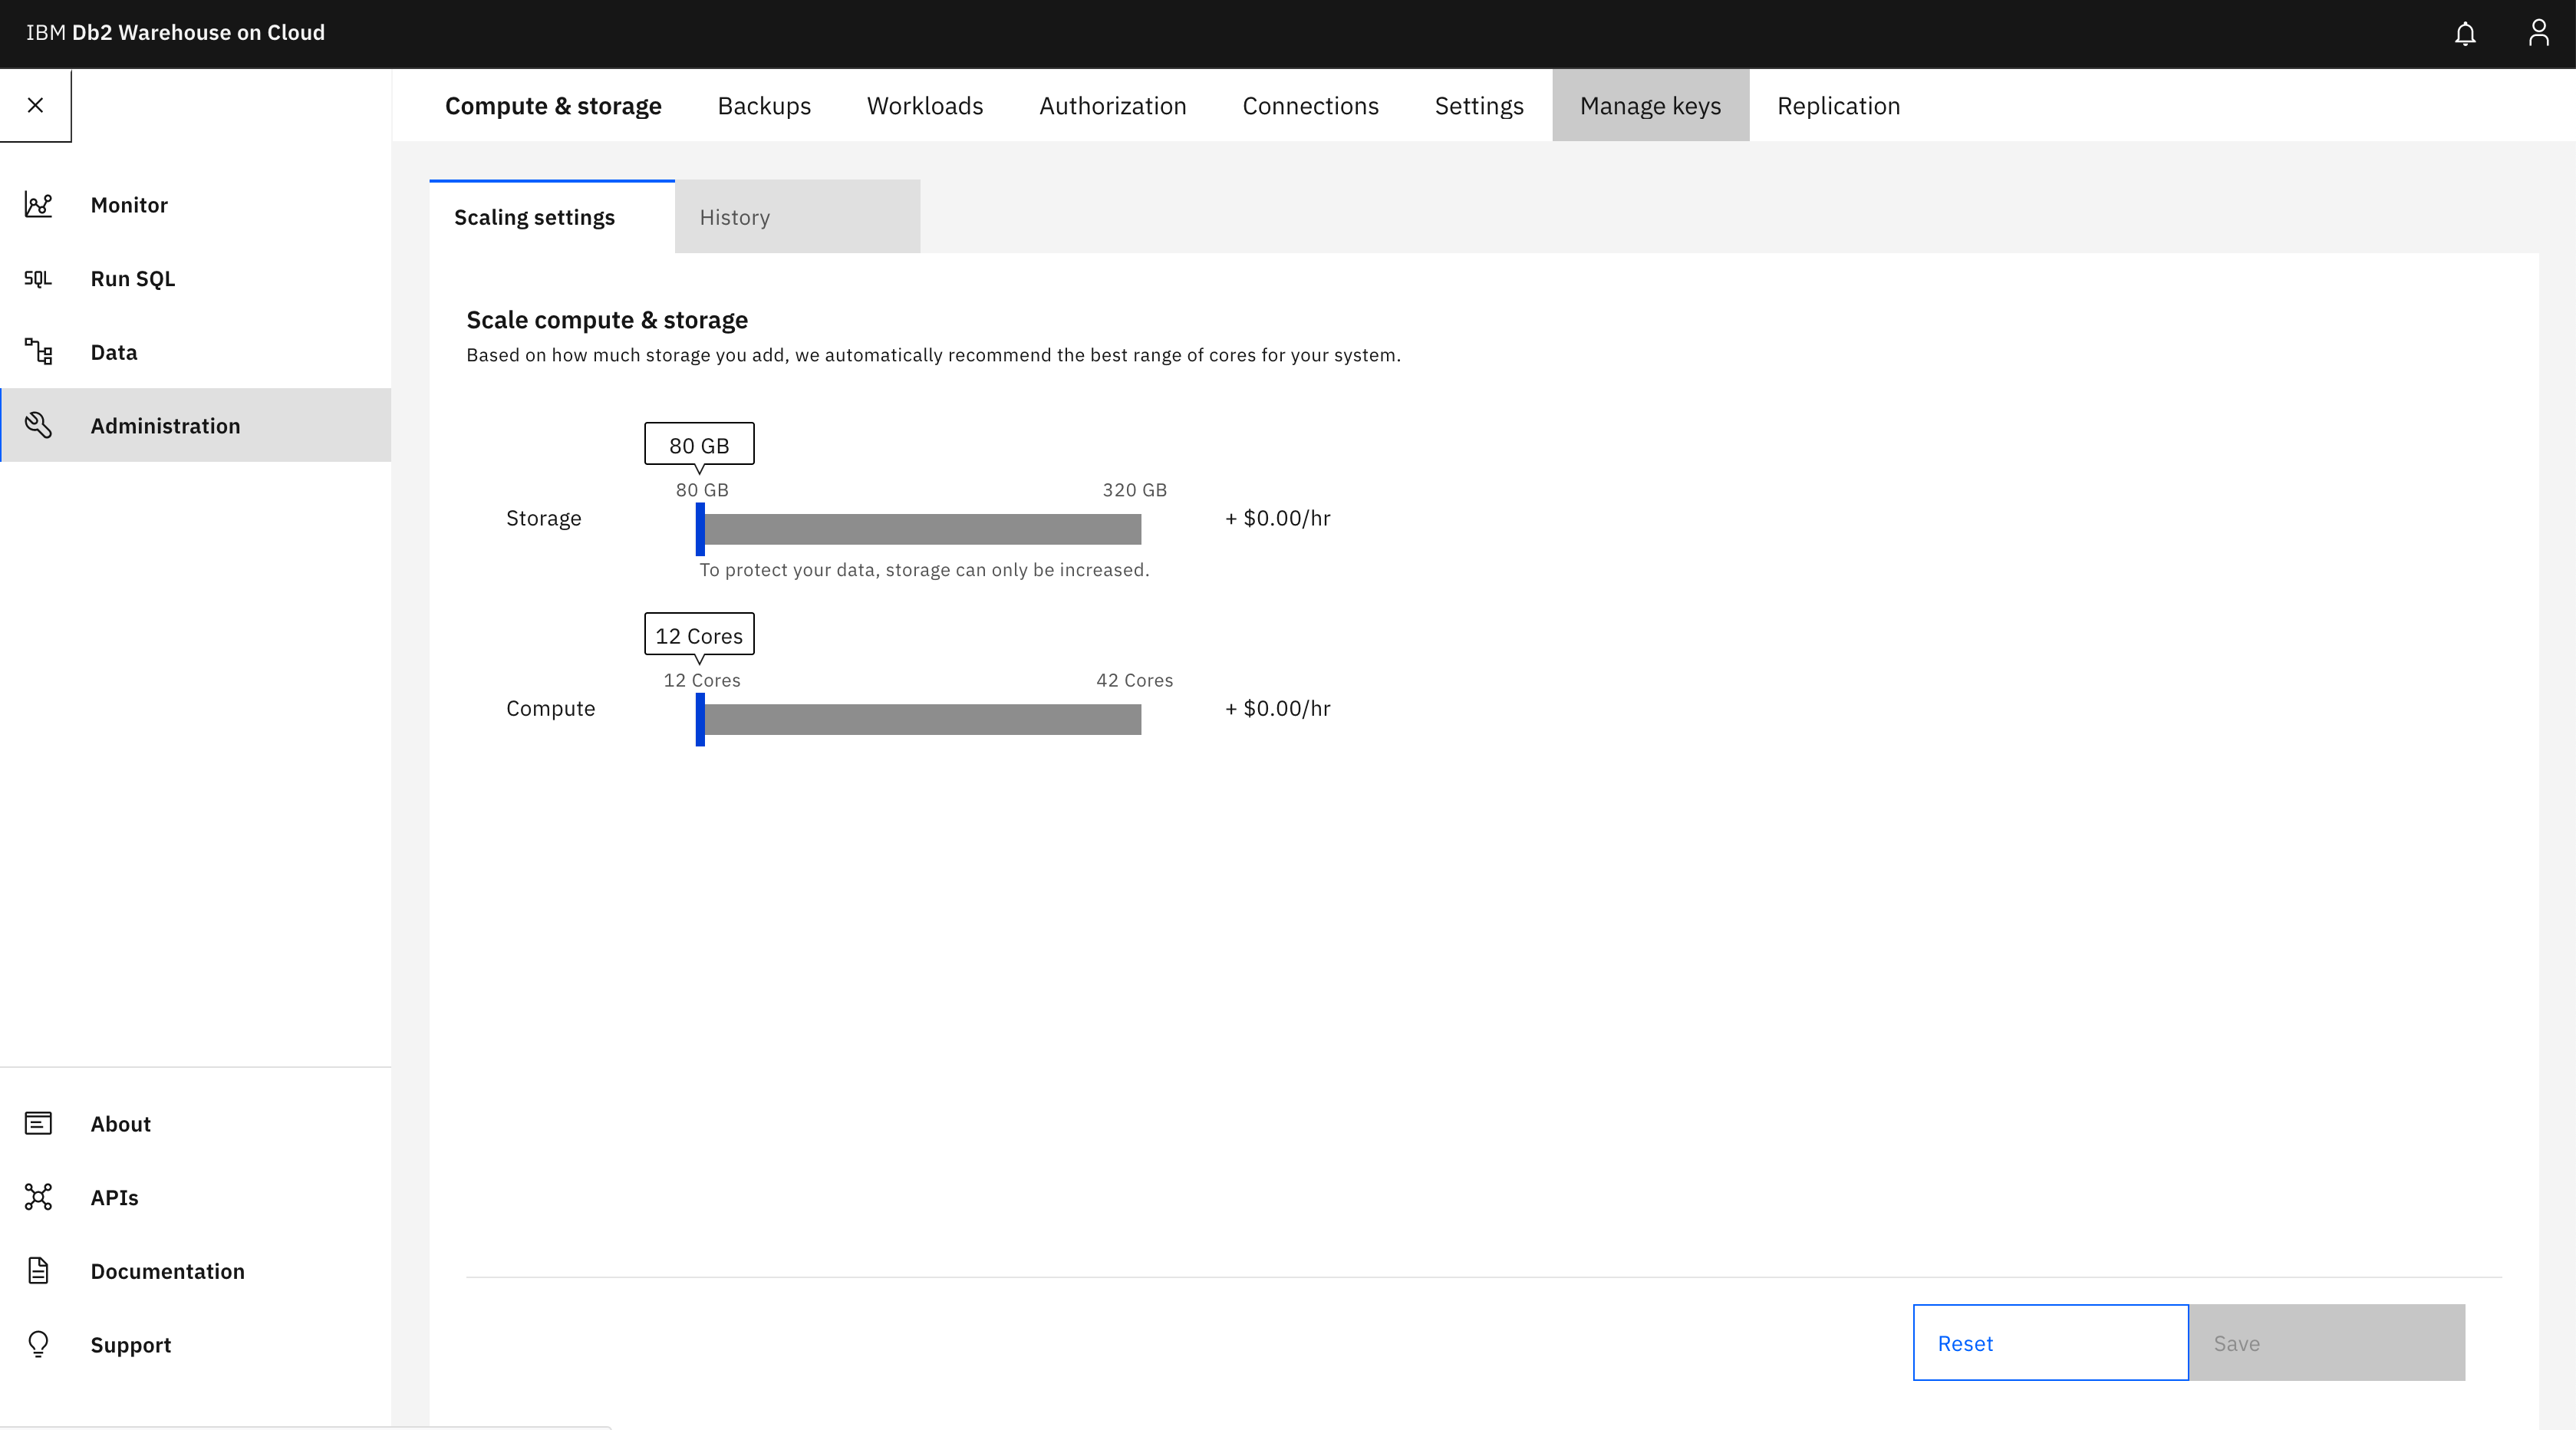 IBM Db2 Warehouse on Cloud
Compute & storage
Backups
Workloads
Authorization
Connections
Settings
Manage keys
Replication
Monitor
SQL
Run SQL
Data
Administration
About
APIs
Documentation
Support
Scaling settings
History
Scale compute & storage
Based on how much storage you add, we automatically recommend the best range of cores for your system.
80 GB
80 GB
320 GB
Storage
+ $0.00/hr
To protect your data, storage can only be increased.
12 Cores
12 Cores
42 Cores
Compute
+ $0.00/hr
Reset
Save